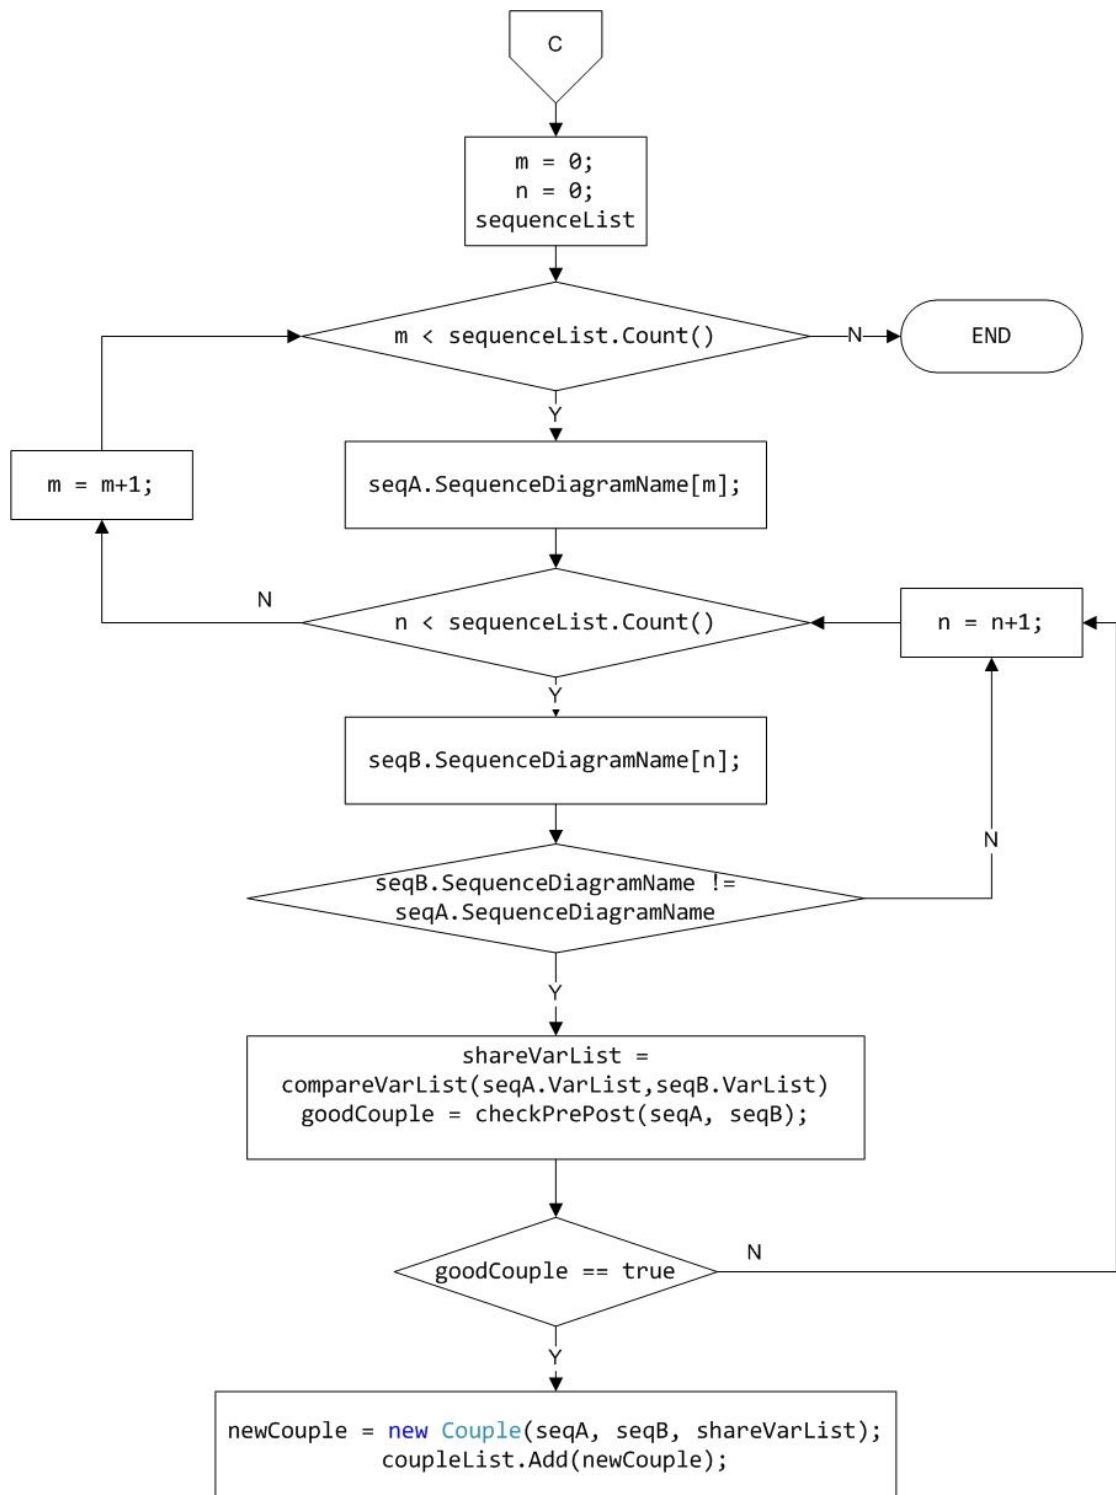 C
m = 0;
n = 0;
sequenceList
m < sequenceList.Count()
N
END
Y
m = m+1;
seqA.SequenceDiagramName[m];
N
n < sequenceList.Count()
n = n+1;
Y
seqB.SequenceDiagramName[n];
N
seqB.SequenceDiagramName !=
seqA.SequenceDiagramName
Y
shareVarList =
compareVarList(seqA.VarList,seqB.VarList)
goodCouple = checkPrePost(seqA, seqB);
N
goodCouple == true
Y
newCouple = new Couple(seqA, seqB, shareVarList);
coupleList.Add(newCouple);